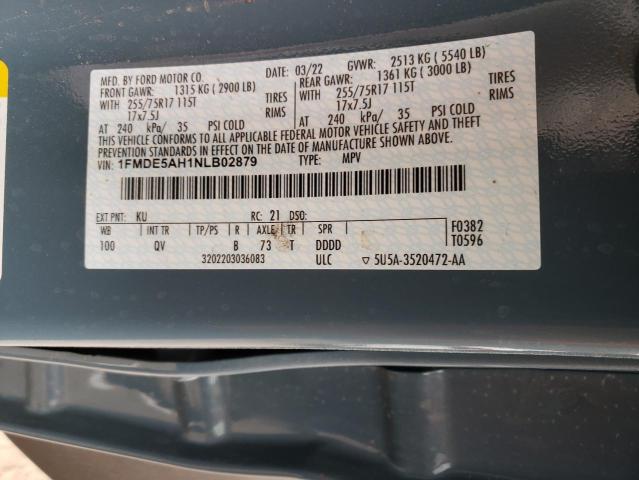 MFD. BY FORD MOTOR CO.
DATE: 03/22 GVWR: 2513 KG (5540 LB)
FRONT GAWR: 1315 KG (2900 LB) REAR GAWR: 1361 KG (3000 LB)
WITH 255/75R17 115T TIRES WITH 255/75R17 115T TIRES
17x7.5J RIMS 17x7.5J RIMS
AT 240 kPa/ 35 PSI COLD AT 240 kPa/ 35 PSI COLD
THIS VEHICLE CONFORMS TO ALL APPLICABLE FEDERAL MOTOR VEHICLE SAFETY AND THEFT
PREVENTION STANDARDS IN EFFECT ON THE DATE OF MANUFACTURE SHOWN ABOVE.
VIN: 1FMDE5AH1NLB02879 TYPE: MPV
EXT PNT: KU RC: 21 DSO:
WB INT TR TP/PS R AXLE TR SPR
100 QV B 73 T DDDD
F0382
T0596
3202203036083 ULC ▽ 5U5A-3520472-AA